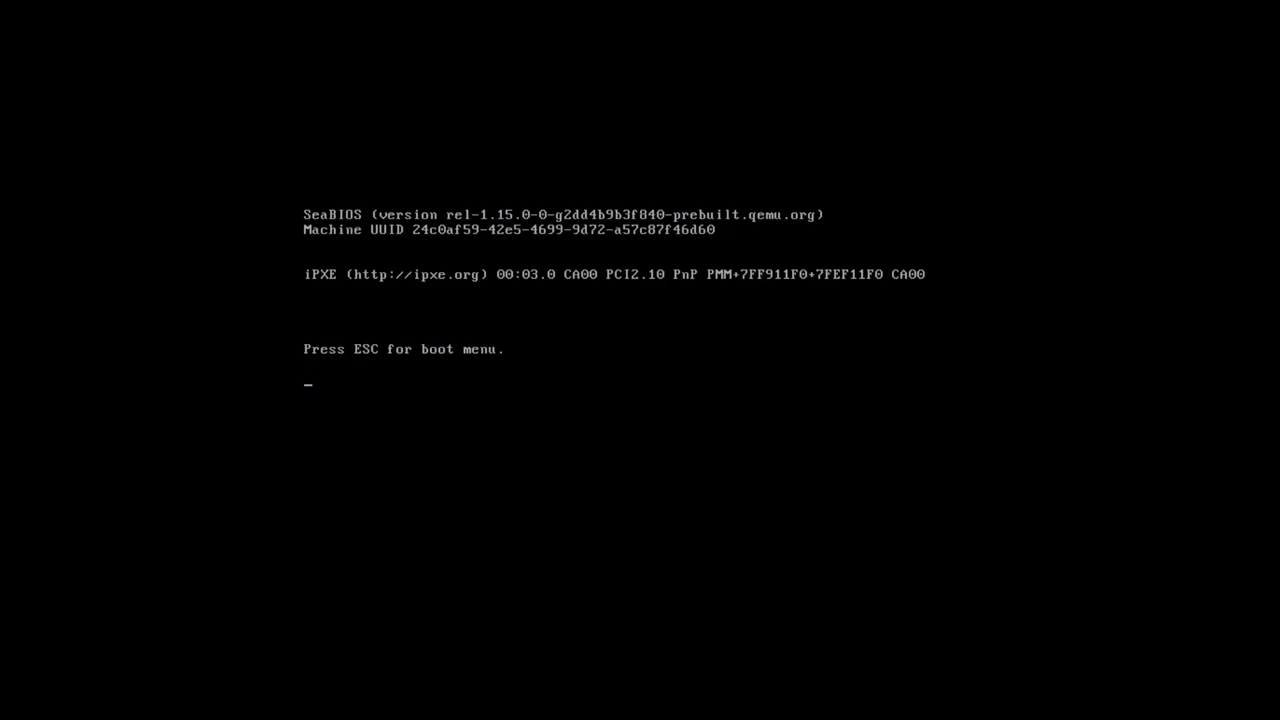 SeaBIOS (version rel-1.15.0-0-g2dd4b9b3f840-prebuilt.qemu.org)
Machine UUID 24c0af59-42e5-4699-9d72-a57c87f46d60
iPXE (http://ipxe.org) 00:03.0 CA00 PCI2.10 PnP PMM+7FF911F0+7FEF11F0 CA00
Press ESC for boot menu.